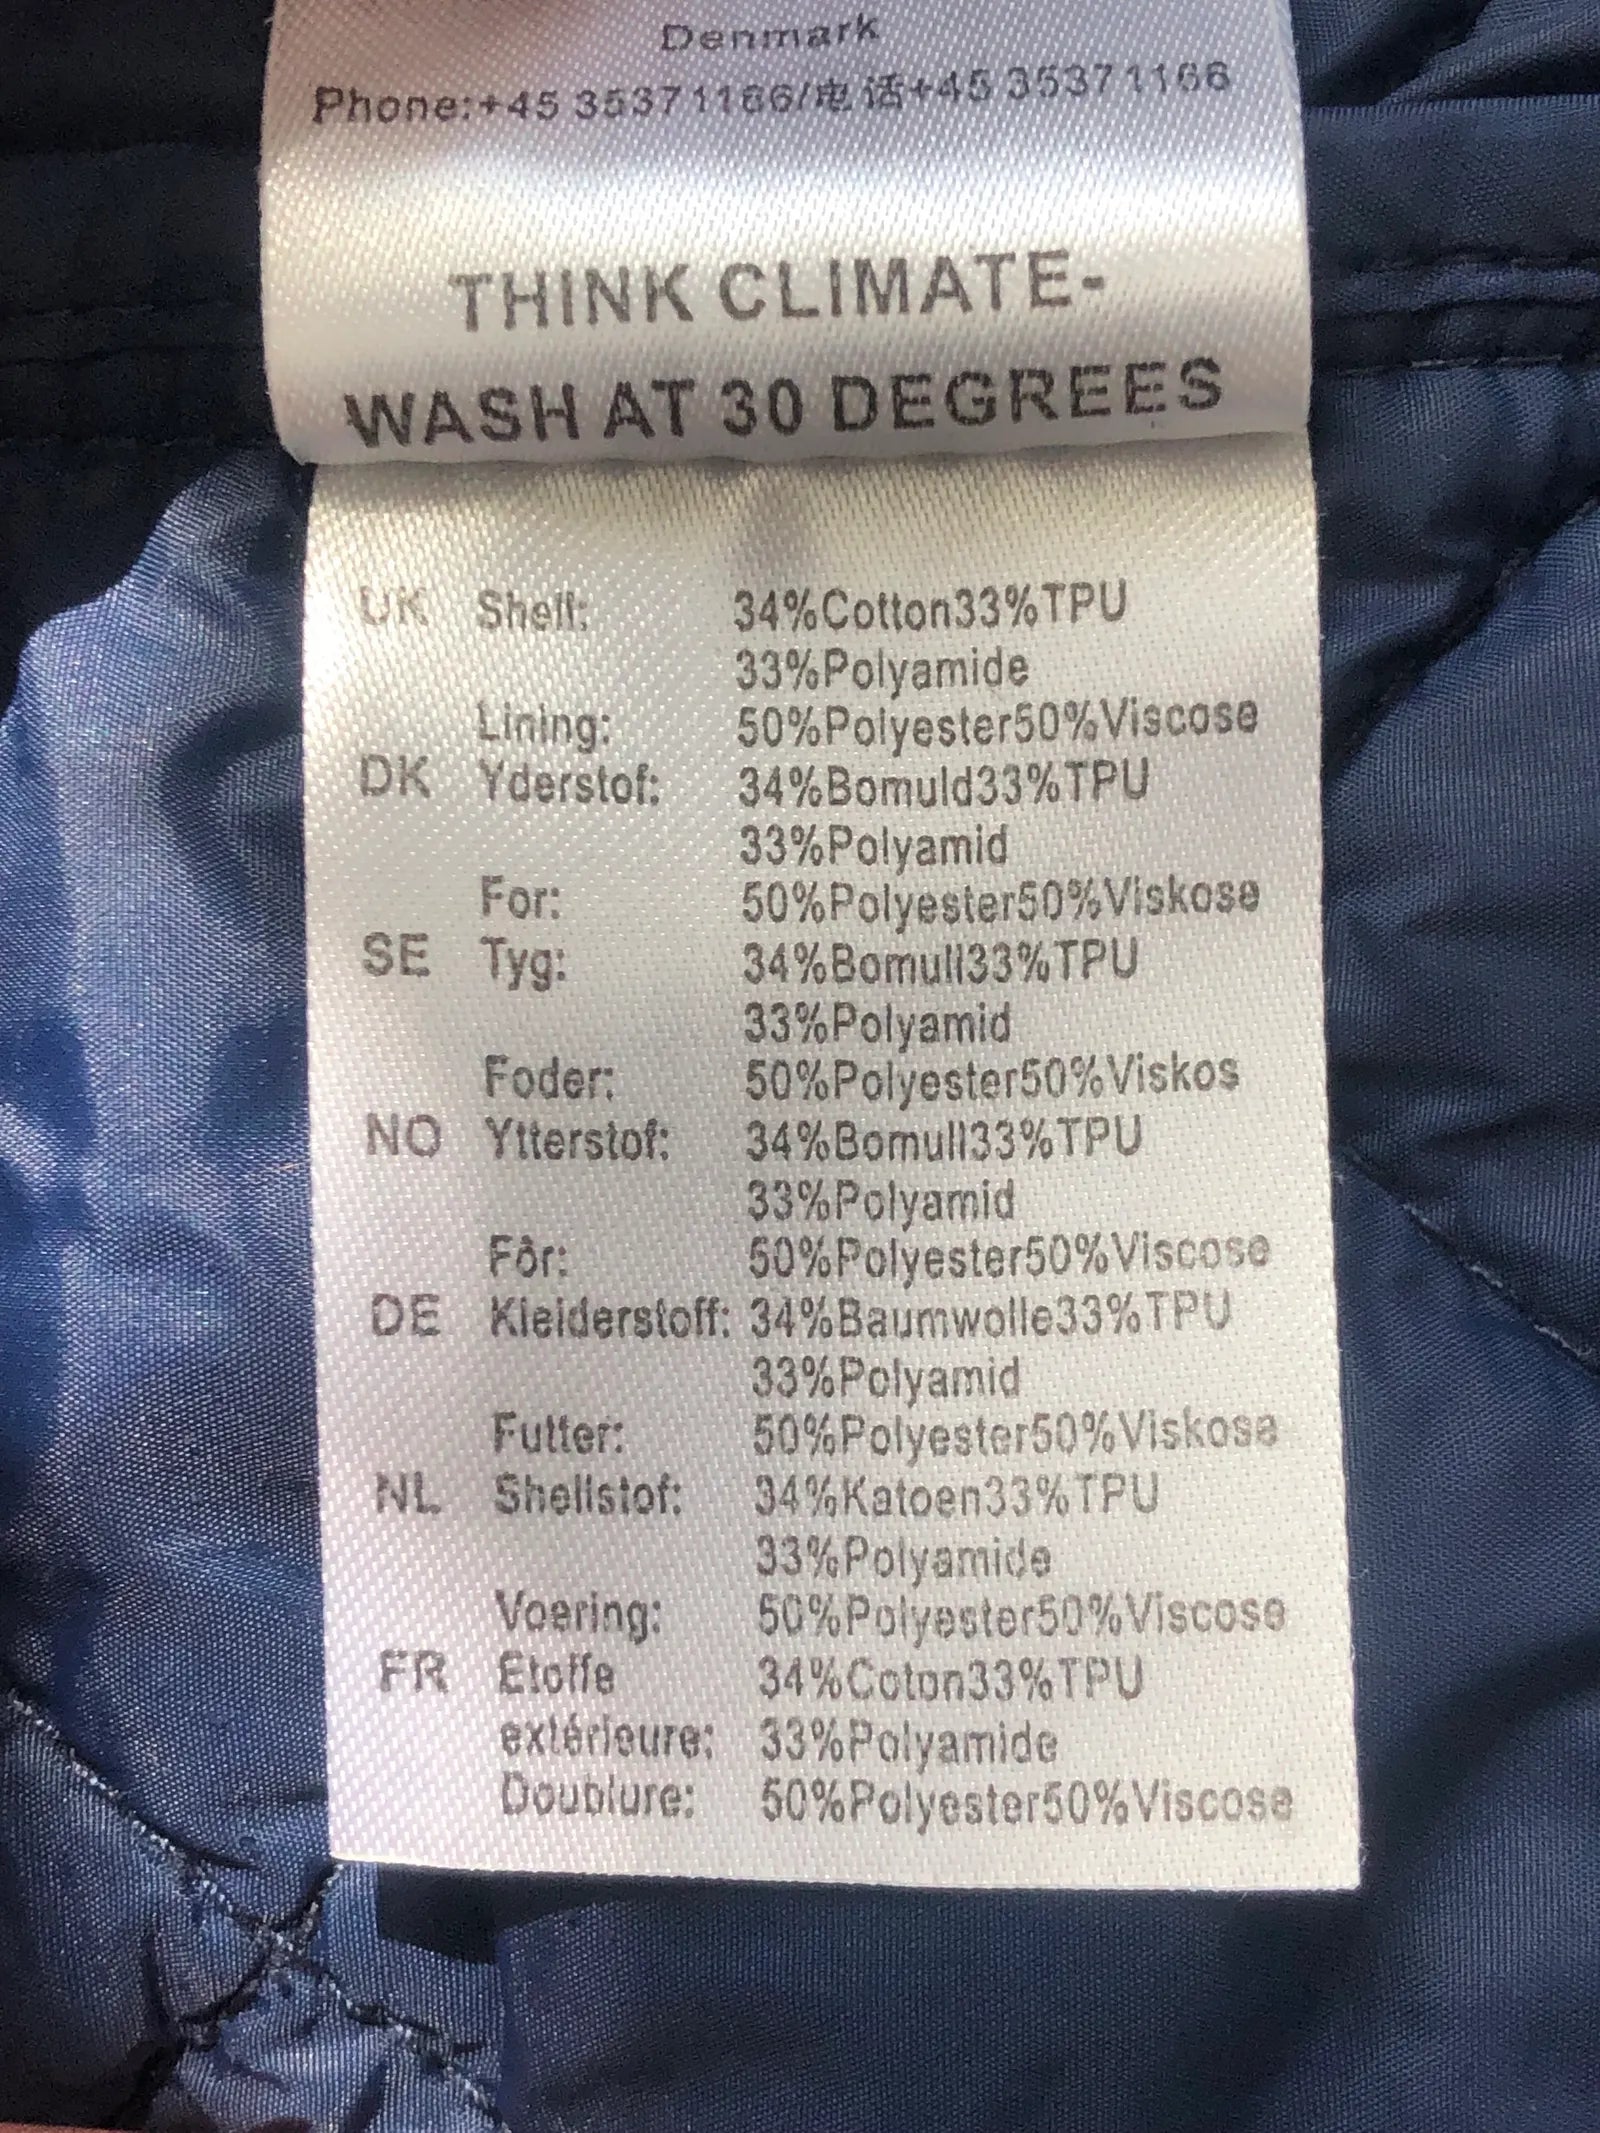 Denmark
Phone:+45 35371166/电话+45 35371166
THINK CLIMATE-
WASH AT 30 DEGREES
UK Shell: 34%Cotton33%TPU
33%Polyamide
Lining: 50%Polyester50%Viscose
DK Yderstof: 34%Bomuld33%TPU
33%Polyamid
For: 50%Polyester50%Viskose
SE Tyg: 34%Bomull33%TPU
33%Polyamid
Foder: 50%Polyester50%Viskos
NO Ytterstof: 34%Bomull33%TPU
33%Polyamid
Fôr: 50%Polyester50%Viscose
DE Kleiderstoff: 34%Baumwolle33%TPU
33%Polyamid
Futter: 50%Polyester50%Viskose
NL Shellstof: 34%Katoen33%TPU
33%Polyamide
Voering: 50%Polyester50%Viscose
FR Etoffe 34%Coton33%TPU
extérieure: 33%Polyamide
Doublure: 50%Polyester50%Viscose